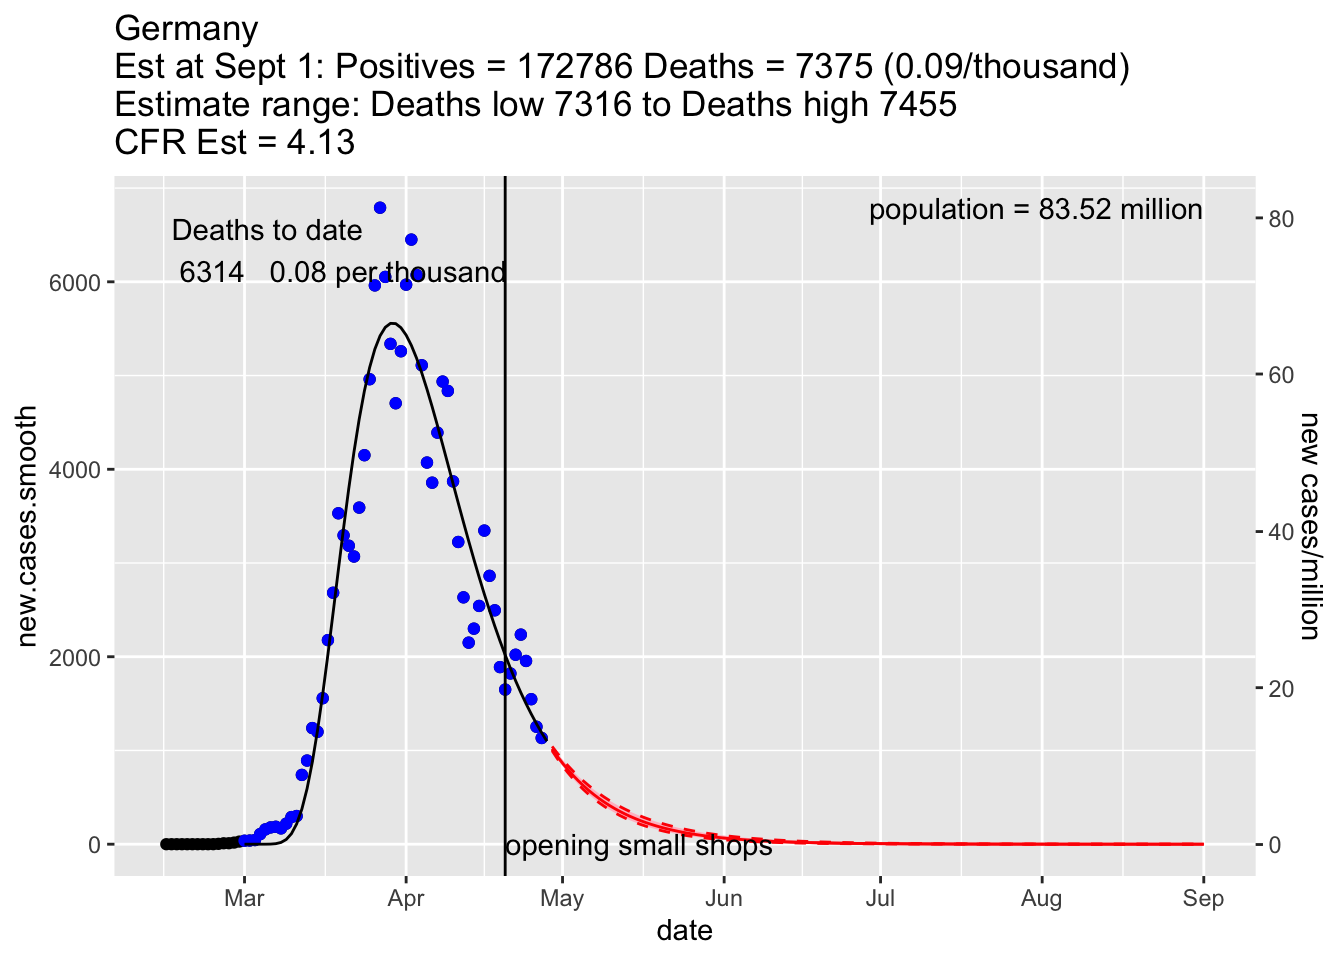 Germany
Est at Sept 1: Positives = 172786 Deaths = 7375 (0.09/thousand)
Estimate range: Deaths low 7316 to Deaths high 7455
CFR Est = 4.13
population = 83.52 million
Deaths to date
6314 0.08 per thousand
opening small shops
6000
4000
2000
0
new.cases.smooth
80
60
40
20
0
new cases/million
Mar Apr May Jun Jul Aug Sep
date